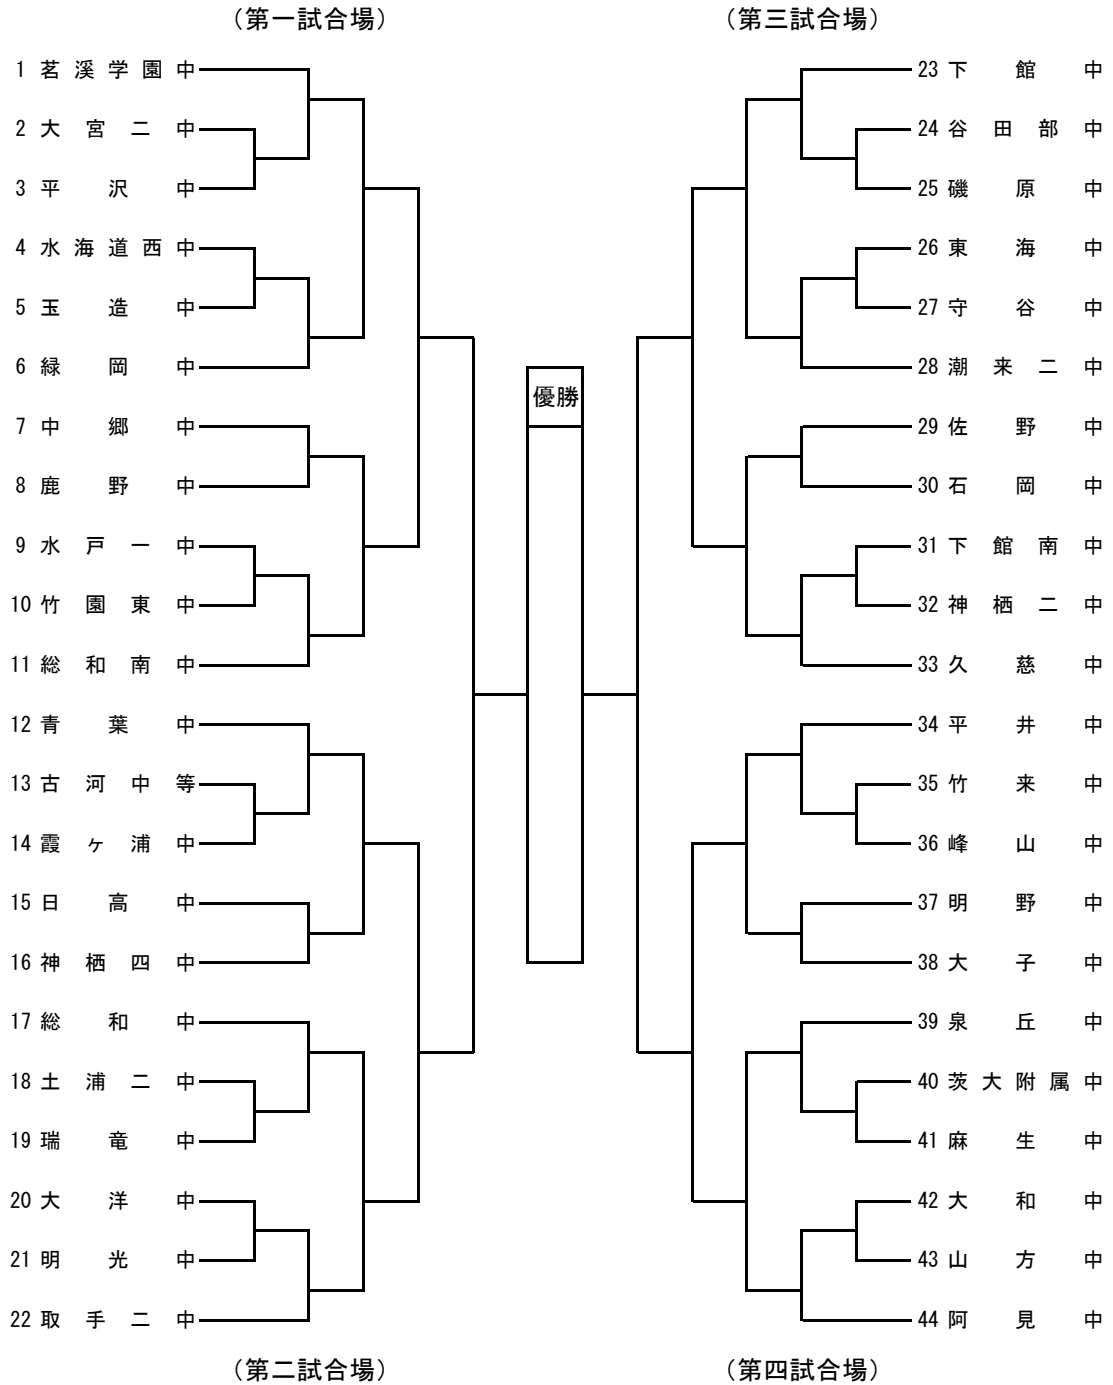 （第一試合場）
（第三試合場）
1 茗溪学園中
2 大宮二中
3 平沢中
4 水海道西中
5 玉造中
6 緑岡中
7 中郷中
8 鹿野中
9 水戸一中
10 竹園東中
11 総和南中
12 青葉中
13 古河中等
14 霞ヶ浦中
15 日高中
16 神栖四中
17 総和中
18 土浦二中
19 瑞竜中
20 大洋中
21 明光中
22 取手二中
優勝
23 下館中
24 谷田部中
25 磯原中
26 東海中
27 守谷中
28 潮来二中
29 佐野中
30 石岡中
31 下館南中
32 神栖二中
33 久慈中
34 平井中
35 竹来中
36 峰山中
37 明野中
38 大子中
39 泉丘中
40 茨大附属中
41 麻生中
42 大和中
43 山方中
44 阿見中
（第二試合場）
（第四試合場）